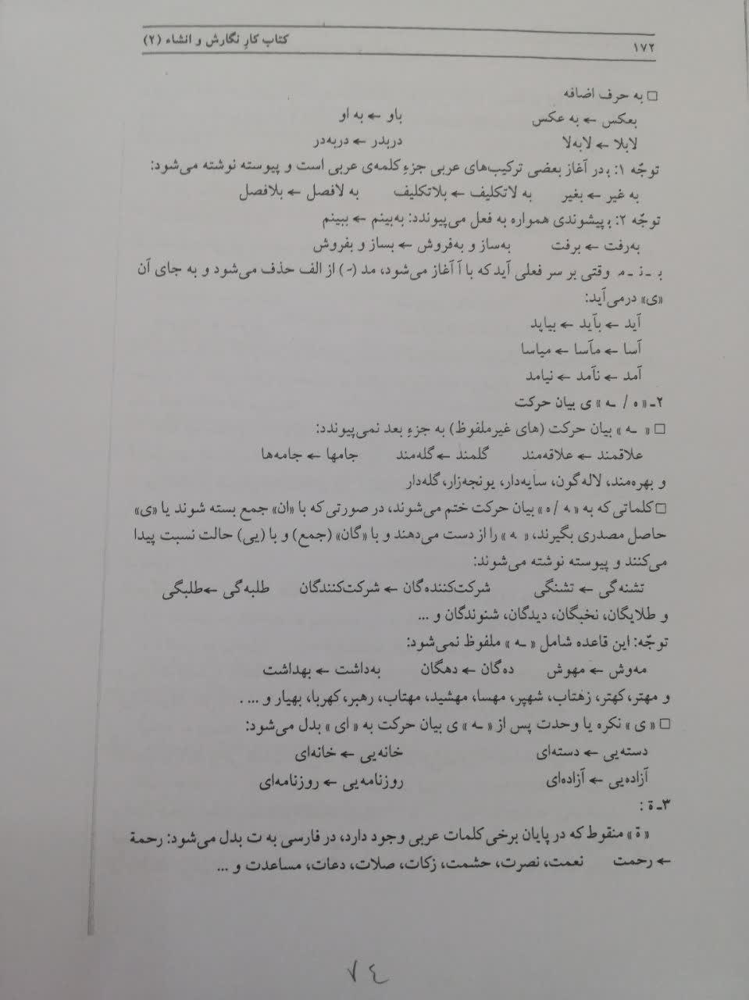 ۱۷۲ کتاب کارِ نگارش و انشاء (۲)
□ به حرف اضافه
بعکس ← به عکس باو ← به او
لابلا ← لابه‌لا دربدر ← دربه‌در
توجّه ۱: بـ در آغاز بعضی ترکیب‌های عربی جزءِ کلمه‌ی عربی است و پیوسته نوشته می‌شود:
به غیر ← بغیر به لاتکلیف ← بلاتکلیف به لافصل ← بلافصل
توجّه ۲: بـ پیشوندی همواره به فعل می‌پیوندد: به‌بینم ← ببینم
به‌رفت ← برفت به‌ساز و به‌فروش ← بساز و بفروش
بـ ـ نـ ـ مـ وقتی بر سر فعلی آید که با آ آغاز می‌شود، مد (~) از الف حذف می‌شود و به جای آن
«ی» درمی‌آید:
آید ← بآید ← بیاید
آسا ← مآسا ← میاسا
آمد ← نآمد ← نیامد
۲ـ «ه / ـه» ی بیان حرکت
□ « ـه » بیان حرکت (های غیرملفوظ) به جزءِ بعد نمی‌پیوندد:
علاقمند ← علاقه‌مند گلمند ← گله‌مند جامها ← جامه‌ها
و بهره‌مند، لاله‌گون، سایه‌دار، یونجه‌زار، گله‌دار
□ کلماتی که به « ـه / ه» بیان حرکت ختم می‌شوند، در صورتی که با «ان» جمع بسته شوند یا «ی»
حاصل مصدری بگیرند، « ـه » را از دست می‌دهند و با «گان» (جمع) و با (یی) حالت نسبت پیدا
می‌کنند و پیوسته نوشته می‌شوند:
تشنه‌گی ← تشنگی شرکت‌کننده‌گان ← شرکت‌کنندگان طلبه‌گی ← طلبگی
و طلایگان، نخبگان، دیدگان، شنوندگان و ...
توجّه: این قاعده شامل « ـه » ملفوظ نمی‌شود:
مه‌وش ← مهوش ده‌گان ← دهگان به‌داشت ← بهداشت
و مهتر، کهتر، زهتاب، شهپر، مهسا، مهشید، مهتاب، رهبر، کهربا، بهیار و ... .
□ « ی » نکره یا وحدت پس از « ـه » ی بیان حرکت به « ای » بدل می‌شود:
دسته‌یی ← دسته‌ای خانه‌یی ← خانه‌ای
آزاده‌یی ← آزاده‌ای روزنامه‌یی ← روزنامه‌ای
۳ـ ة :
« ة » منقوط که در پایان برخی کلمات عربی وجود دارد، در فارسی به ت بدل می‌شود: رحمة
← رحمت نعمت، نصرت، حشمت، زکات، صلات، دعات، مساعدت و ...
۷٤